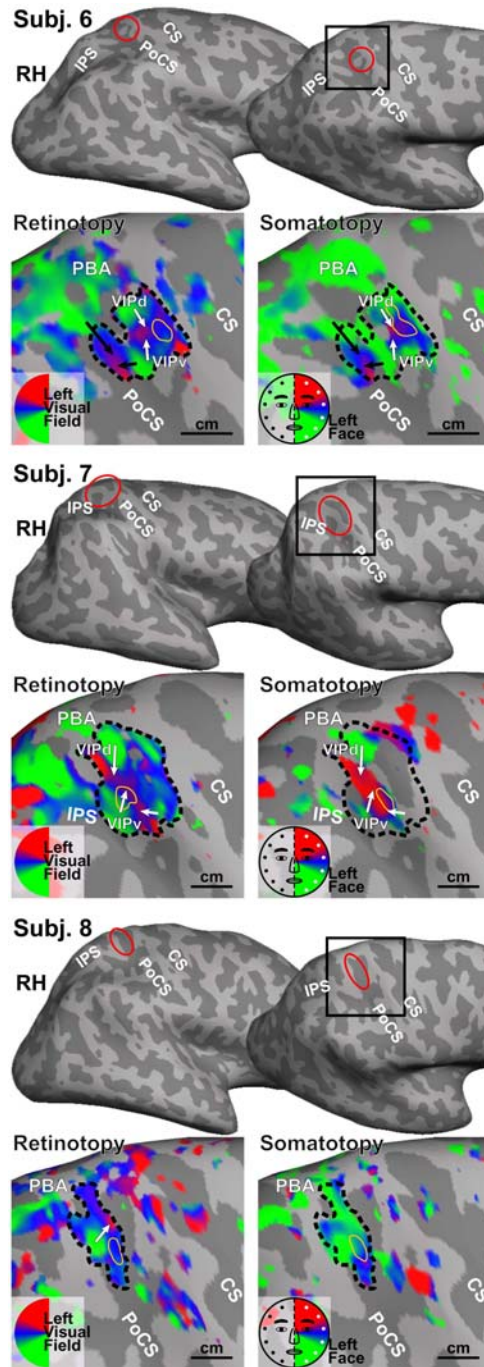 Subj. 6
RH
IPS
CS
PoCS
IPS
CS
PoCS
Retinotopy
PBA
VIPd
VIPv
CS
PoCS
Left
Visual
Field
cm
Somatotopy
PBA
VIPd
VIPv
CS
PoCS
Left
Face
cm
Subj. 7
RH
IPS
CS
PoCS
IPS
CS
PoCS
Retinotopy
PBA
VIPd
IPS
VIPv
CS
Left
Visual
Field
cm
Somatotopy
PBA
VIPd
IPS
VIPv
CS
Left
Face
cm
Subj. 8
RH
IPS
CS
PoCS
IPS
CS
PoCS
Retinotopy
PBA
CS
PoCS
Left
Visual
Field
cm
Somatotopy
PBA
CS
PoCS
Left
Face
cm